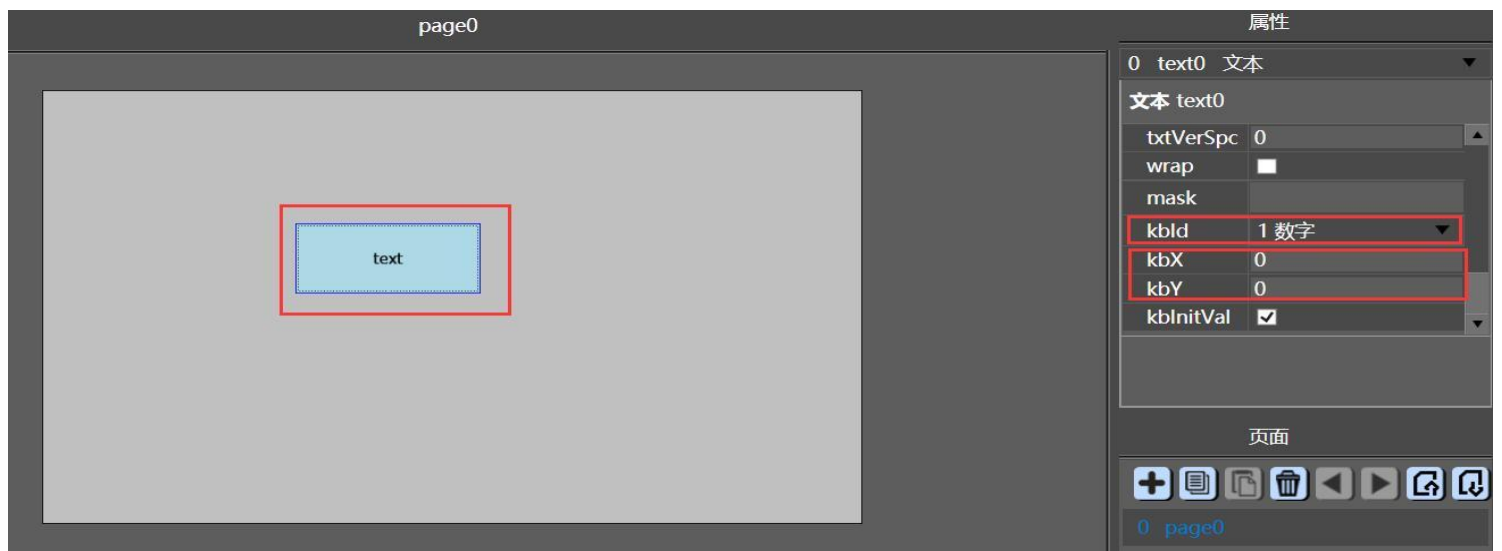 page0
text
属性
0 text0 文本
文本 text0
txtVerSpc 0
wrap
mask
kbId 1 数字
kbX 0
kbY 0
kbInitVal
页面
0 page0